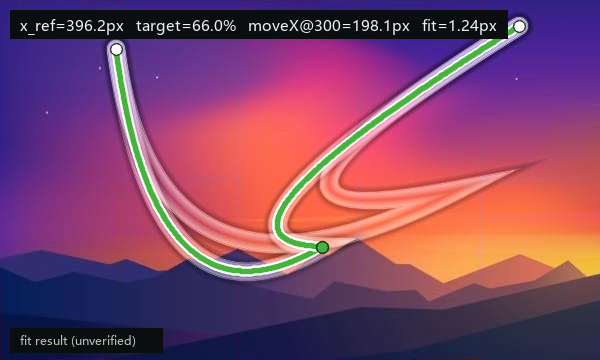 x_ref=396.2px target=66.0% moveX@300=198.1px fit=1.24px
fit result (unverified)